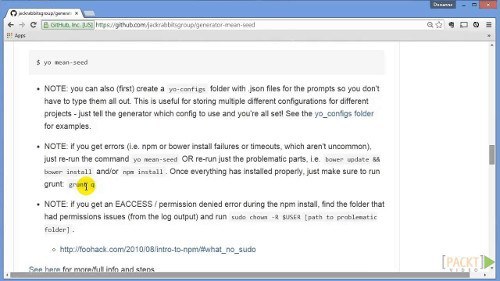 jackrabbitsgroup/generator-
GitHub, Inc. [US] https://github.com/jackrabbitsgroup/generator-mean-seed
$ yo mean-seed
• NOTE: you can also (first) create a yo-configs folder with .json files for the prompts so you don't
have to type them all out. This is useful for storing multiple different configurations for different
projects - just tell the generator which config to use and you're all set! See the yo_configs folder
for examples.
• NOTE: if you get errors (i.e. npm or bower install failures or timeouts, which aren't uncommon),
just re-run the command yo mean-seed OR re-run just the problematic parts, i.e. bower update &&
bower install and/or npm install . Once everything has installed properly, just make sure to run
grunt: grunt q
• NOTE: if you get an EACCESS / permission denied error during the npm install, find the folder
that had permissions issues (from the log output) and run sudo chown -R $USER [path to problematic
folder] .
http://foohack.com/2010/08/intro-to-npm/#what_no_sudo
See here for more/full info and steps
[PACKT]
VIDEO